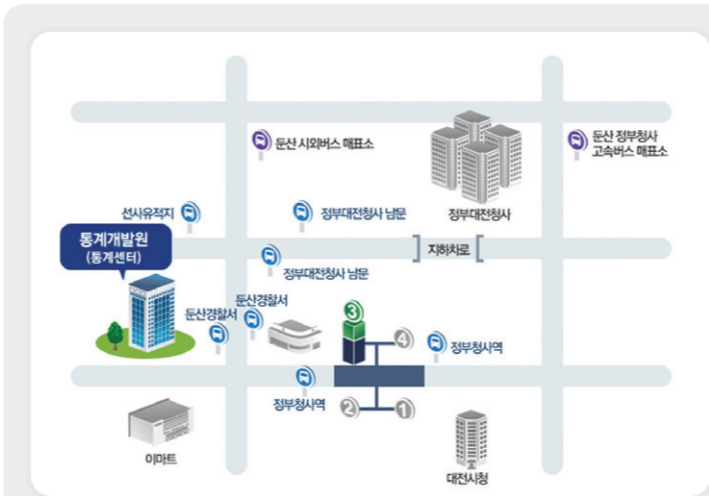 둔산 시외버스 매표소
둔산 정부청사
고속버스 매표소
선사유적지
정부대전청사 남문
정부대전청사
통계개발원
(통계센터)
지하차로
정부대전청사 남문
둔산경찰서
둔산경찰서
3
4
정부청사역
정부청사역
2
1
이마트
대전시청